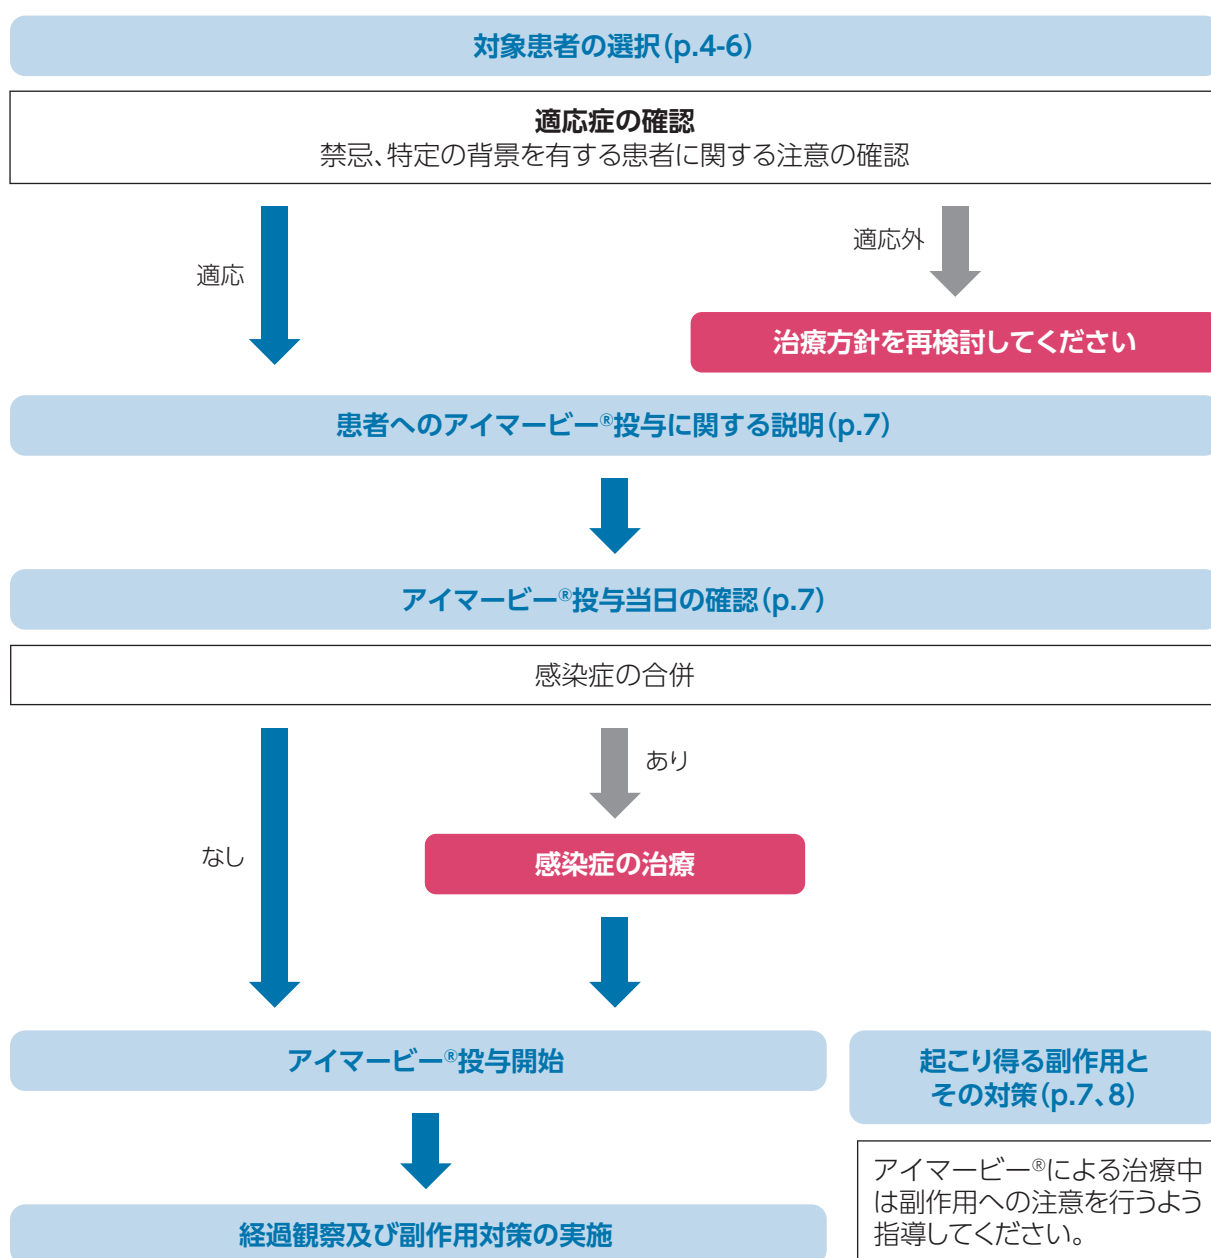 対象患者の選択(p.4-6)
適応症の確認
禁忌、特定の背景を有する患者に関する注意の確認
適応
適応外
治療方針を再検討してください
患者へのアイマービー®投与に関する説明(p.7)
アイマービー®投与当日の確認(p.7)
感染症の合併
あり
なし
感染症の治療
アイマービー®投与開始
経過観察及び副作用対策の実施
起こり得る副作用と
その対策(p.7、8)
アイマービー®による治療中
は副作用への注意を行うよう
指導してください。